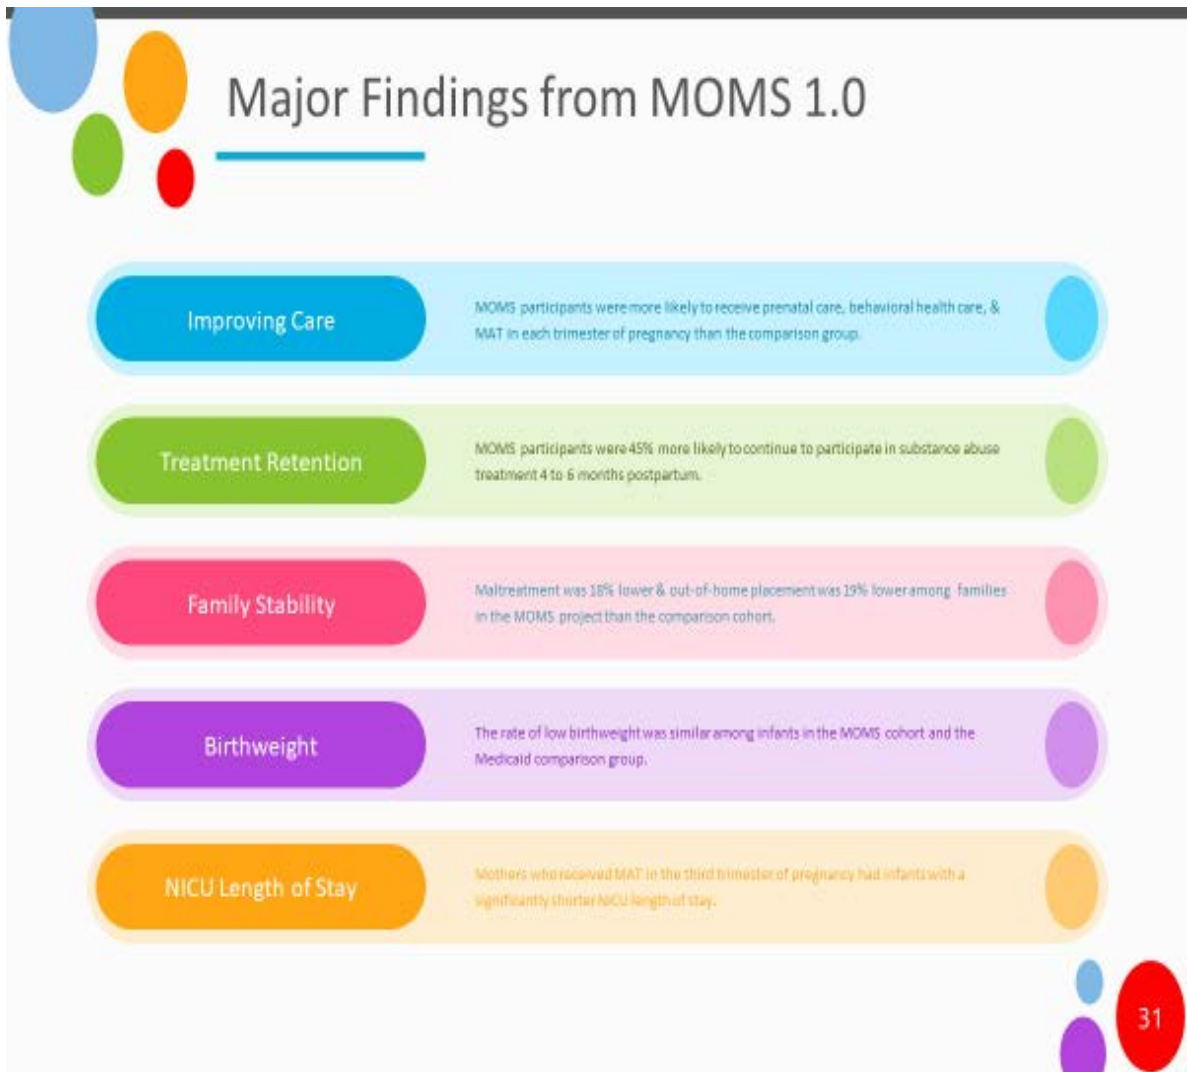 Major Findings from MOMS 1.0
Improving Care
MOMS participants were more likely to receive prenatal care, behavioral health care, &
MAT in each trimester of pregnancy than the comparison group.
Treatment Retention
MOMS participants were 45% more likely to continue to participate in substance abuse
treatment 4 to 6 months postpartum.
Family Stability
Maltreatment was 18% lower & out-of-home placement was 19% lower among families
in the MOMS project than the comparison cohort.
Birthweight
The rate of low birthweight was similar among infants in the MOMS cohort and the
Medicaid comparison group.
NICU Length of Stay
Mothers who received MAT in the third trimester of pregnancy had infants with a
significantly shorter NICU length of stay.
31